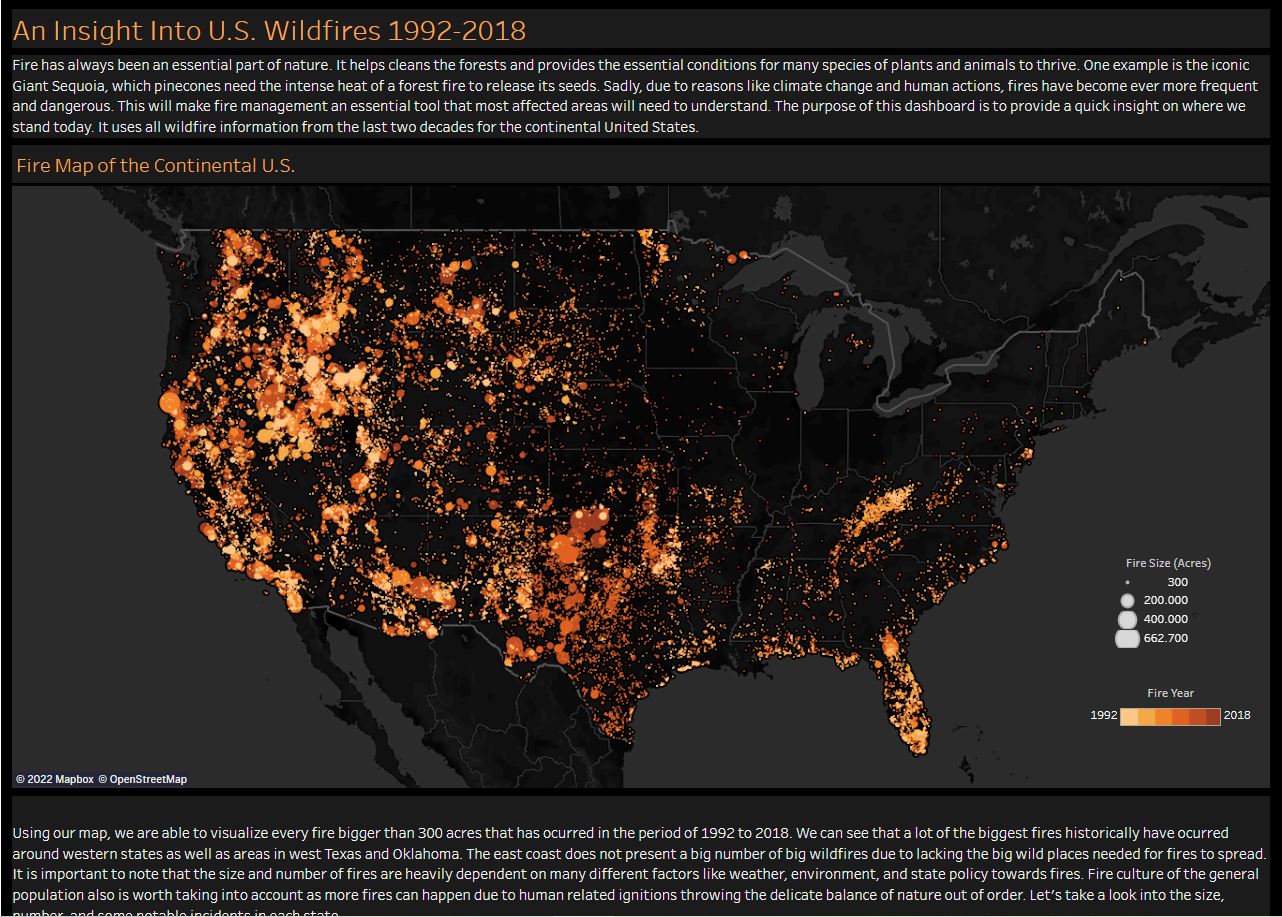 An Insight Into U.S. Wildfires 1992-2018
Fire has always been an essential part of nature. It helps cleans the forests and provides the essential conditions for many species of plants and animals to thrive. One example is the iconic
Giant Sequoia, which pinecones need the intense heat of a forest fire to release its seeds. Sadly, due to reasons like climate change and human actions, fires have become ever more frequent
and dangerous. This will make fire management an essential tool that most affected areas will need to understand. The purpose of this dashboard is to provide a quick insight on where we
stand today. It uses all wildfire information from the last two decades for the continental United States.
Fire Map of the Continental U.S.
Fire Size (Acres)
300
200.000
400.000
662.700
Fire Year
1992 2018
© 2022 Mapbox © OpenStreetMap
Using our map, we are able to visualize every fire bigger than 300 acres that has ocurred in the period of 1992 to 2018. We can see that a lot of the biggest fires historically have ocurred
around western states as well as areas in west Texas and Oklahoma. The east coast does not present a big number of big wildfires due to lacking the big wild places needed for fires to spread.
It is important to note that the size and number of fires are heavily dependent on many different factors like weather, environment, and state policy towards fires. Fire culture of the general
population also is worth taking into account as more fires can happen due to human related ignitions throwing the delicate balance of nature out of order. Let's take a look into the size,
number, and some notable incidents in each state.